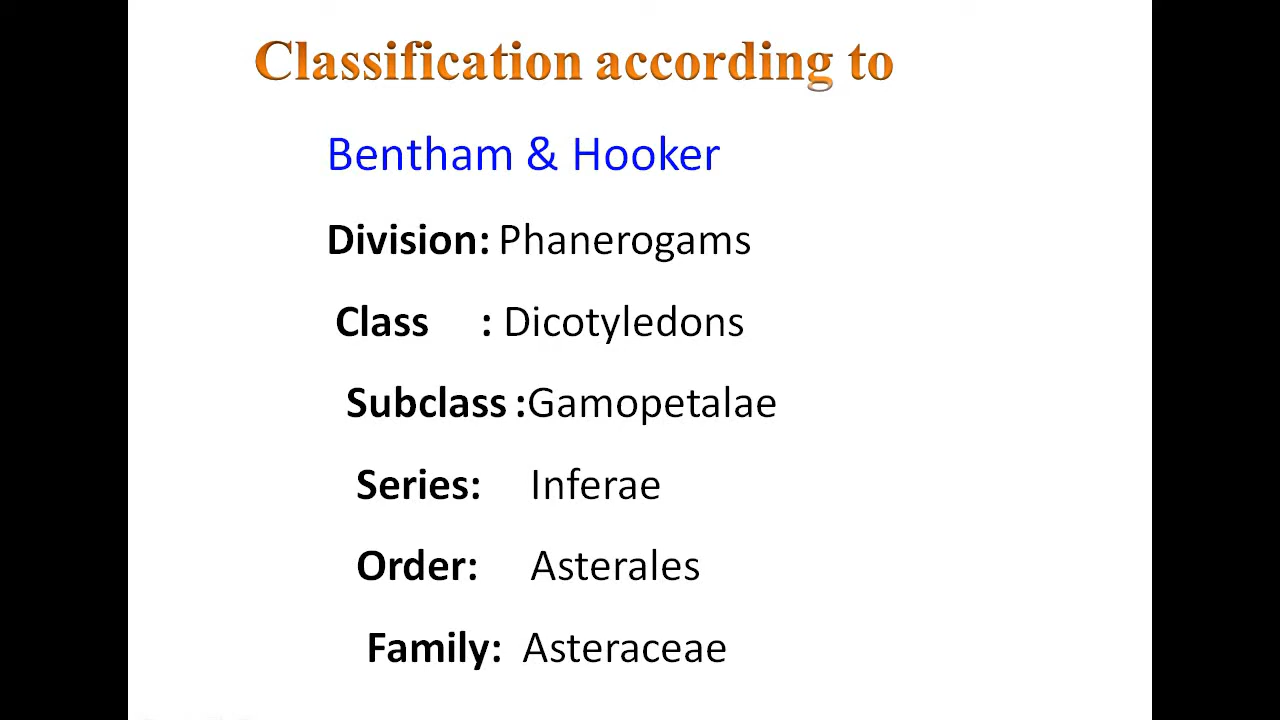 Classification according to
Bentham & Hooker
Division: Phanerogams
Class : Dicotyledons
Subclass :Gamopetalae
Series: Inferae
Order: Asterales
Family: Asteraceae